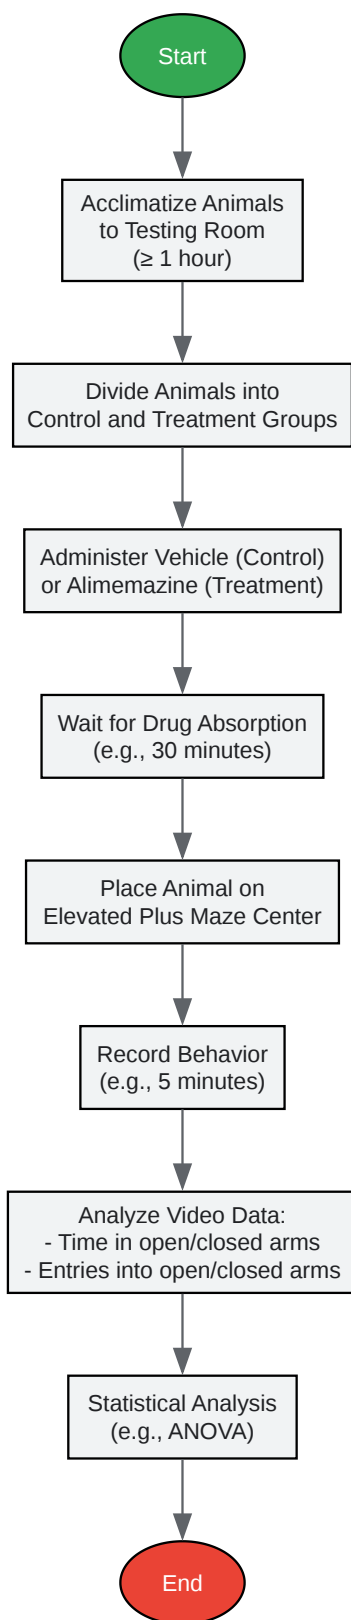 Start
Acclimatize Animals
to Testing Room
(≥ 1 hour)
Divide Animals into
Control and Treatment Groups
Administer Vehicle (Control)
or Alimemazine (Treatment)
Wait for Drug Absorption
(e.g., 30 minutes)
Place Animal on
Elevated Plus Maze Center
Record Behavior
(e.g., 5 minutes)
Analyze Video Data:
- Time in open/closed arms
- Entries into open/closed arms
Statistical Analysis
(e.g., ANOVA)
End